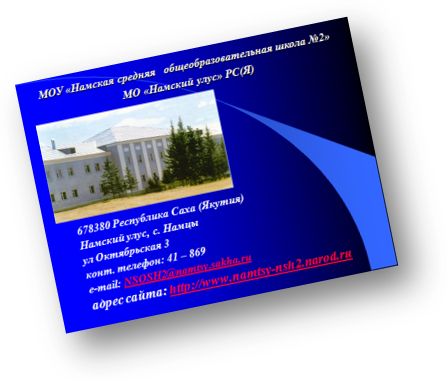 МОУ «Намская средняя общеобразовательная школа №2»
МО «Намский улус» РС(Я)
678380 Республика Саха (Якутия)
Намский улус, с. Намцы
ул Октябрьская 3
конт. телефон: 41 – 869
e-mail: NSOSH2@namtsy.sakha.ru
адрес сайта: http://www.namtsy-nsh2.narod.ru